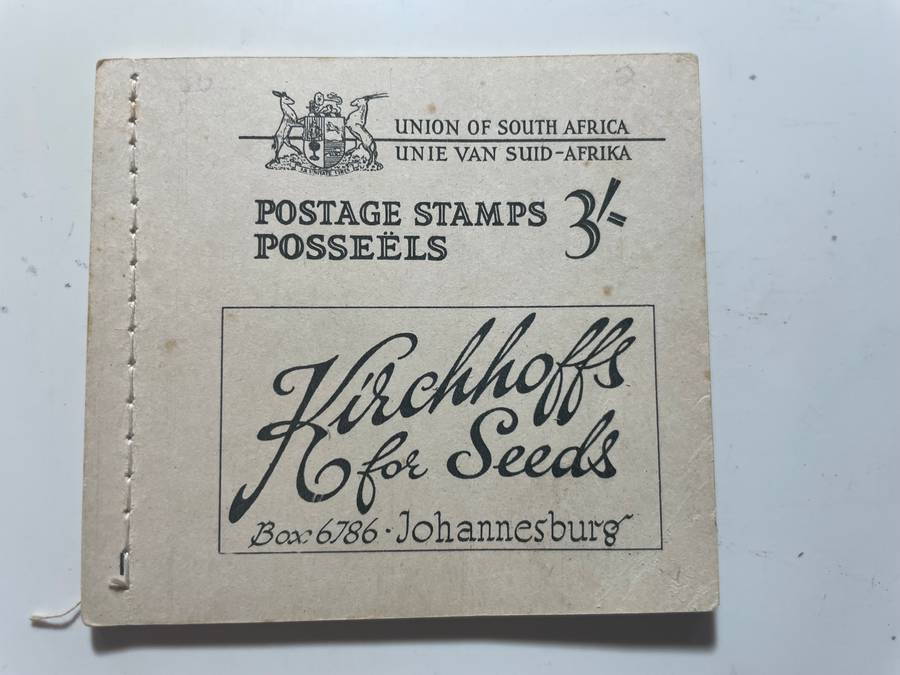 UNION OF SOUTH AFRICA
UNIE VAN SUID-AFRIKA
POSTAGE STAMPS 3/=
POSSEËLS
Kirchhoffs
for Seeds
Box 6786 · Johannesburg